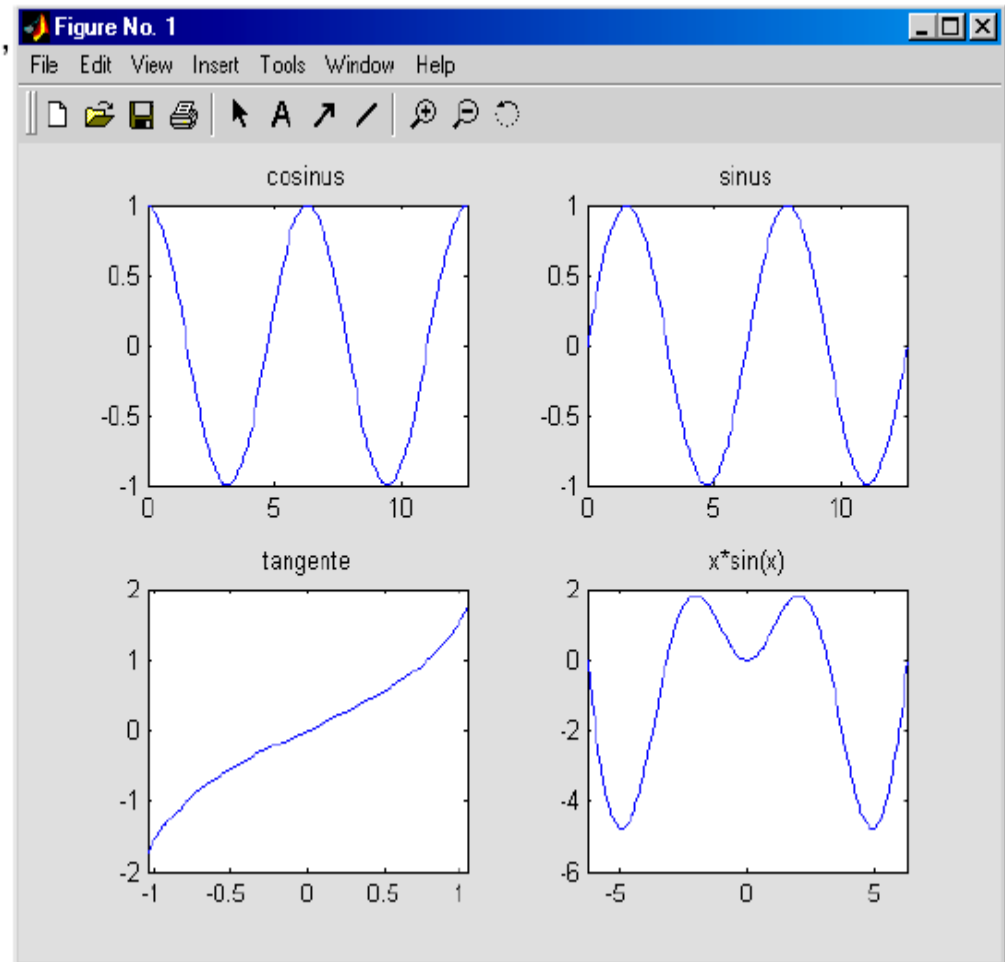 ,
Figure No. 1
File Edit View Insert Tools Window Help
A
cosinus
1
0.5
0
-0.5
-1
0 5 10
sinus
1
0.5
0
-0.5
-1
0 5 10
tangente
2
1
0
-1
-2
-1 -0.5 0 0.5 1
x*sin(x)
2
0
-2
-4
-6
-5 0 5